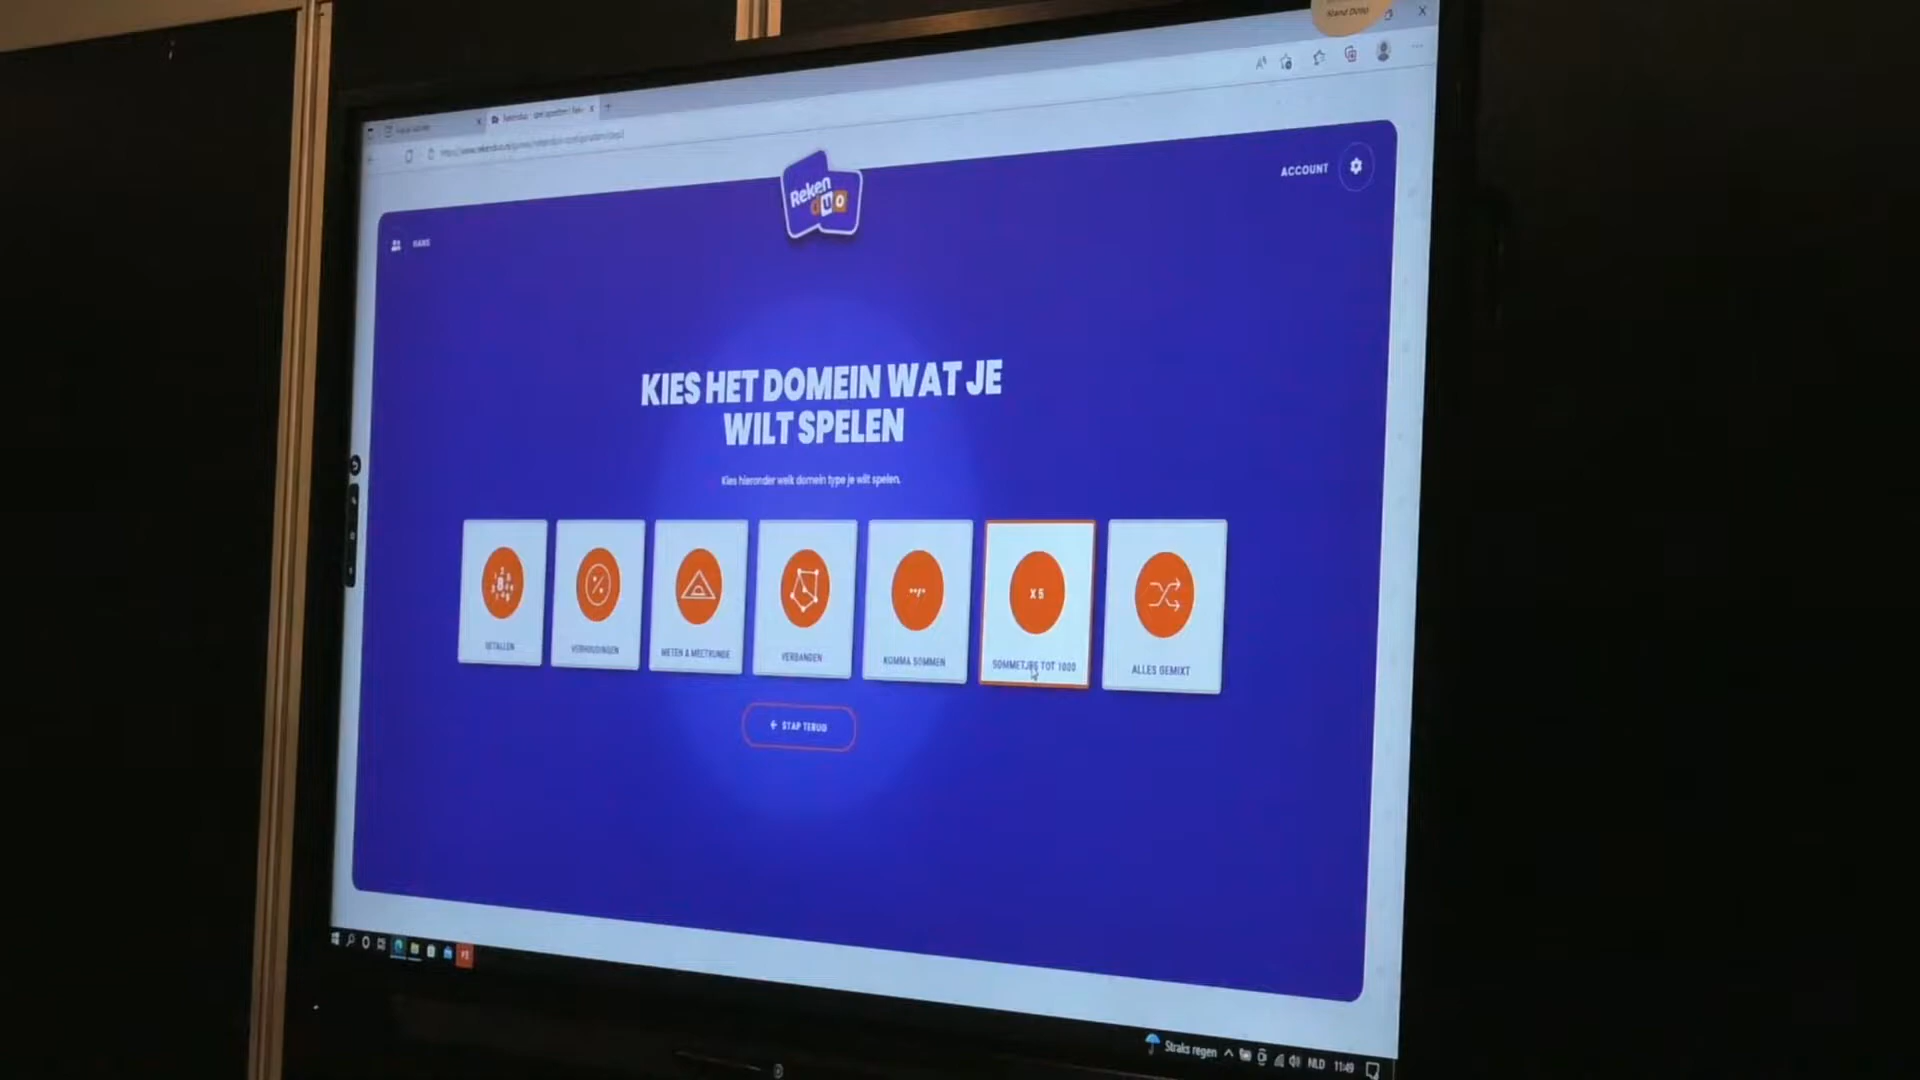 Reken
DUO
ACCOUNT
KIES HET DOMEIN WAT JE
WILT SPELEN
Kies hieronder welk domein type je wilt spelen.
GETALLEN
VERHOUDINGEN
METEN & MEETKUNDE
VERBANDEN
KOMMA SOMMEN
X 5
SOMMETJES TOT 1000
ALLES GEMIXT
← STAP TERUG
Straks regen
NLD
11:49